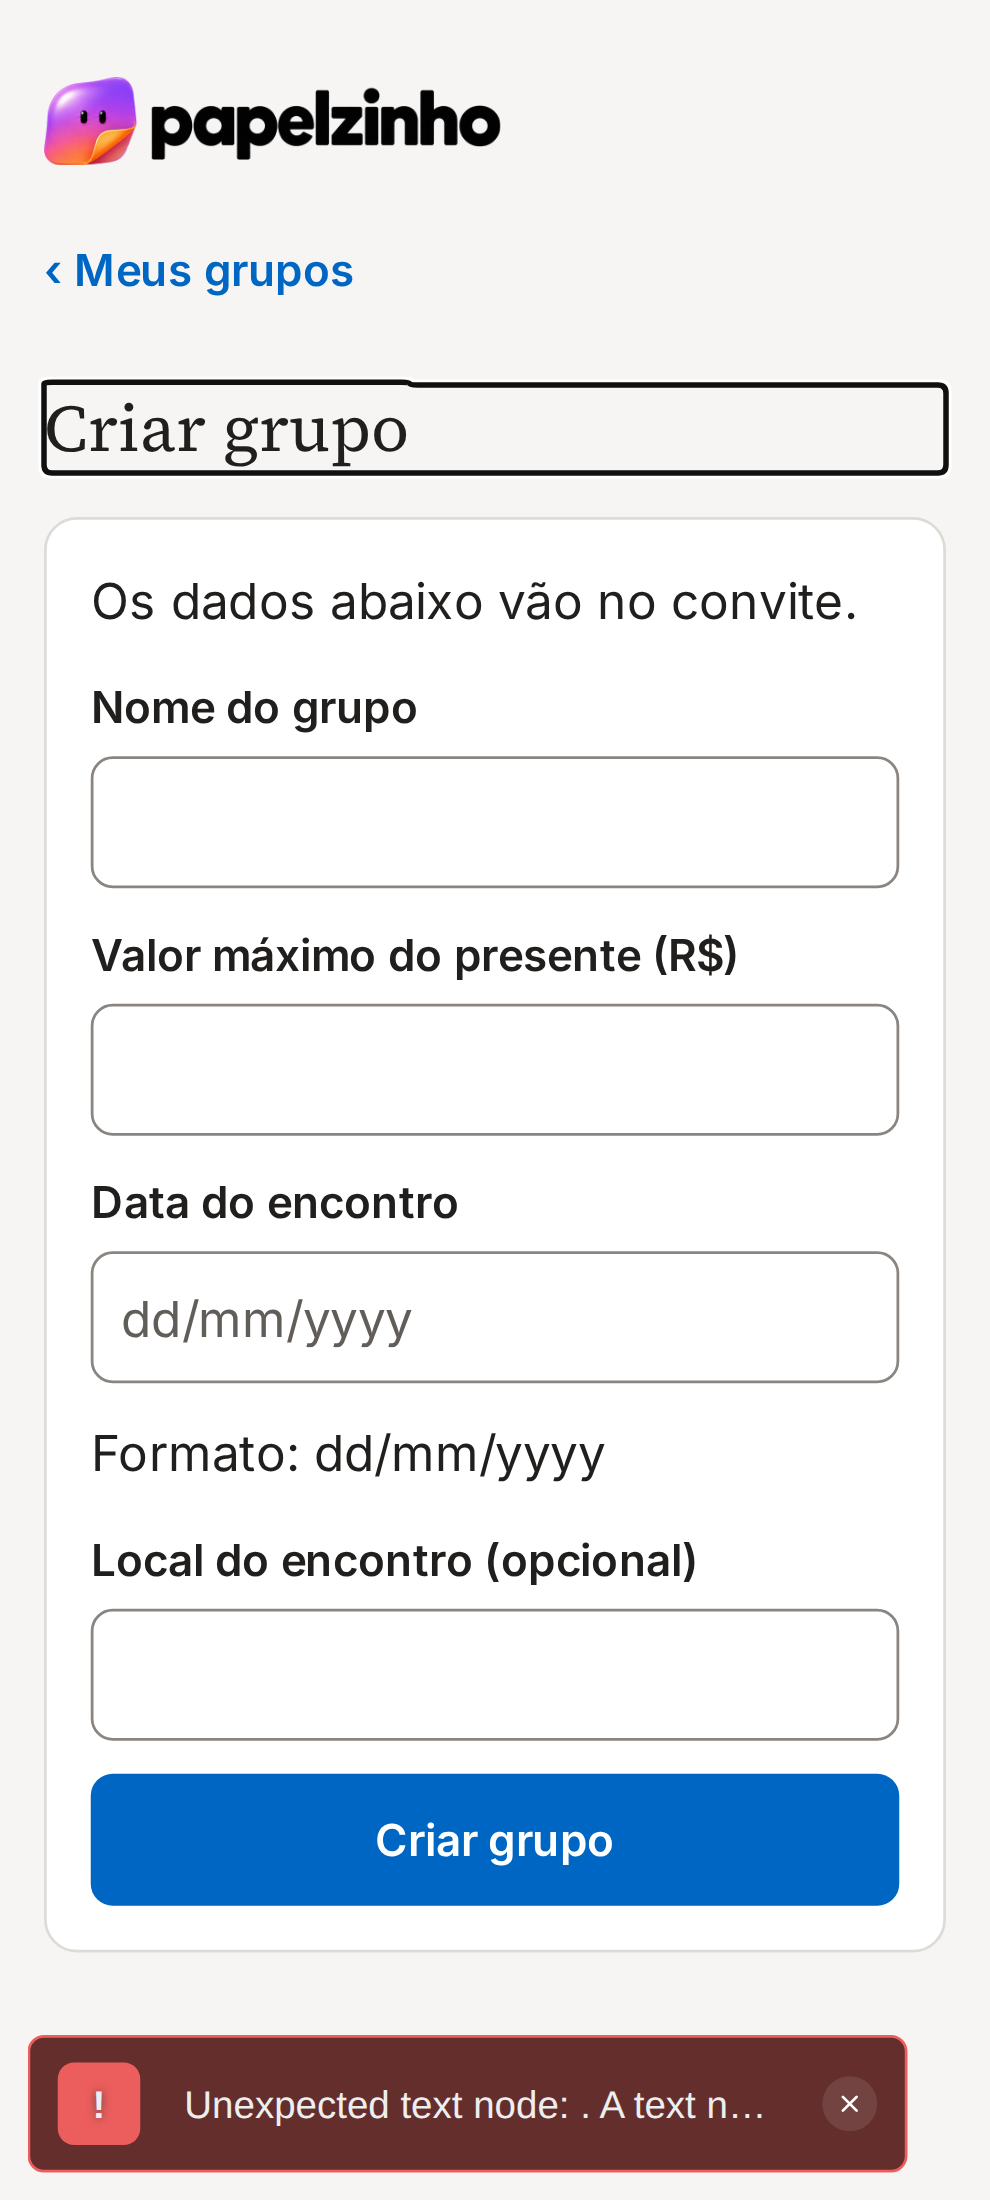 papelzinho
‹ Meus grupos
Criar grupo
Os dados abaixo vão no convite.
Nome do grupo
Valor máximo do presente (R$)
Data do encontro
dd/mm/yyyy
Formato: dd/mm/yyyy
Local do encontro (opcional)
Criar grupo
! Unexpected text node: . A text n... ×